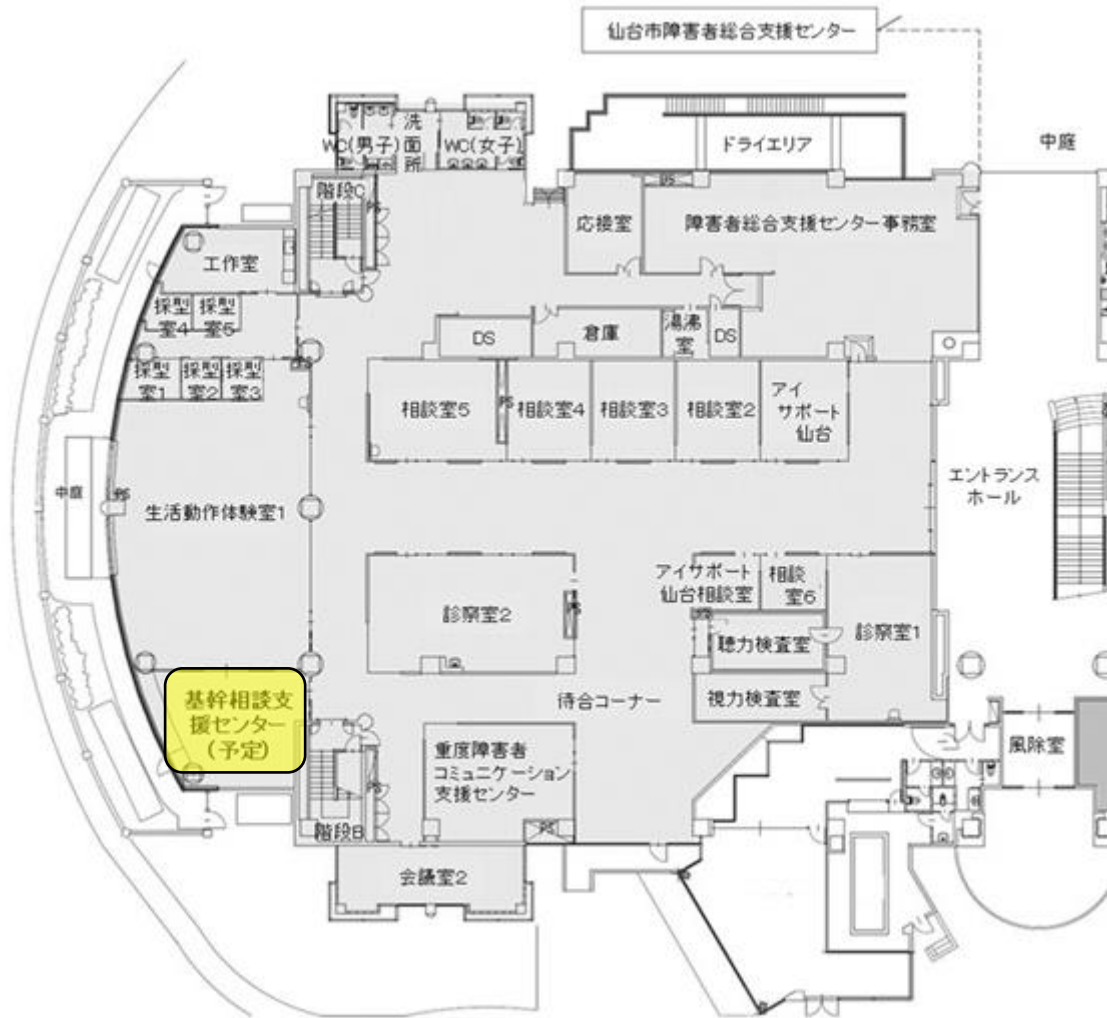 仙台市障害者総合支援センター
中庭
ドライエリア
WC(男子)
洗
面
所
WC(女子)
階段C
PS
DS
応接室
障害者総合支援センター事務室
工作室
採型
室4
採型
室5
DS
倉庫
湯沸
室
DS
採型
室1
採型
室2
採型
室3
相談室5
PS
相談室4
相談室3
相談室2
アイ
サポート
仙台
エントランス
ホール
中庭
PS
生活動作体験室1
アイサポート
仙台相談室
相談
室6
診察室2
PS
PS
聴力検査室
診察室1
基幹相談支
援センター
(予定)
待合コーナー
視力検査室
重度障害者
コミュニケーション
支援センター
風除室
PS
階段B
PS
会議室2